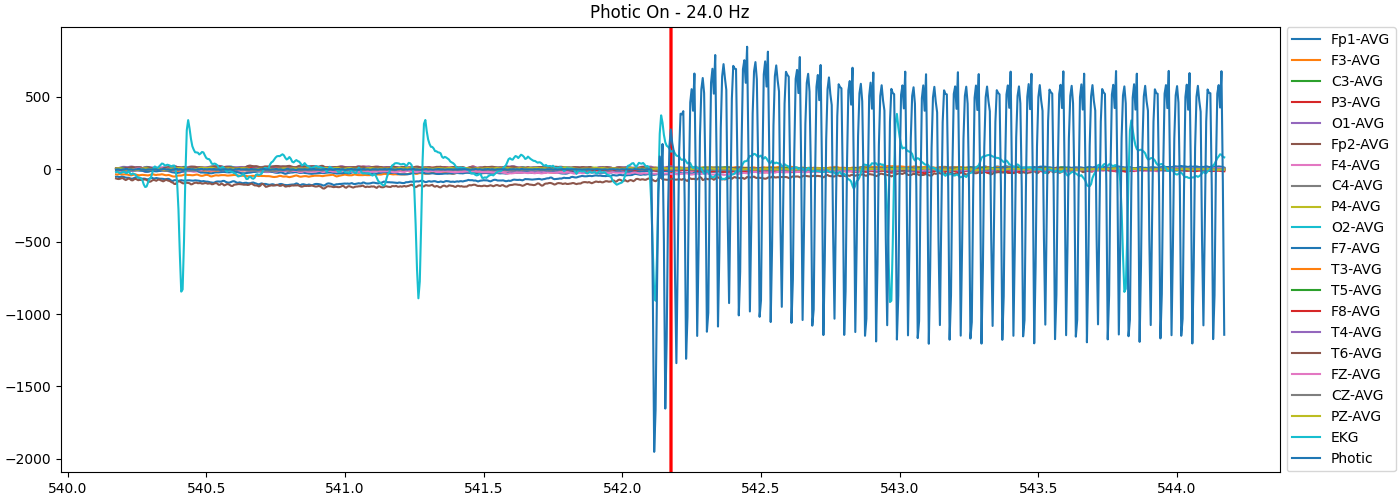 Photic On - 24.0 Hz
500
0
−500
−1000
−1500
−2000
540.0 540.5 541.0 541.5 542.0 542.5 543.0 543.5 544.0
Fp1-AVG
F3-AVG
C3-AVG
P3-AVG
O1-AVG
Fp2-AVG
F4-AVG
C4-AVG
P4-AVG
O2-AVG
F7-AVG
T3-AVG
T5-AVG
F8-AVG
T4-AVG
T6-AVG
FZ-AVG
CZ-AVG
PZ-AVG
EKG
Photic